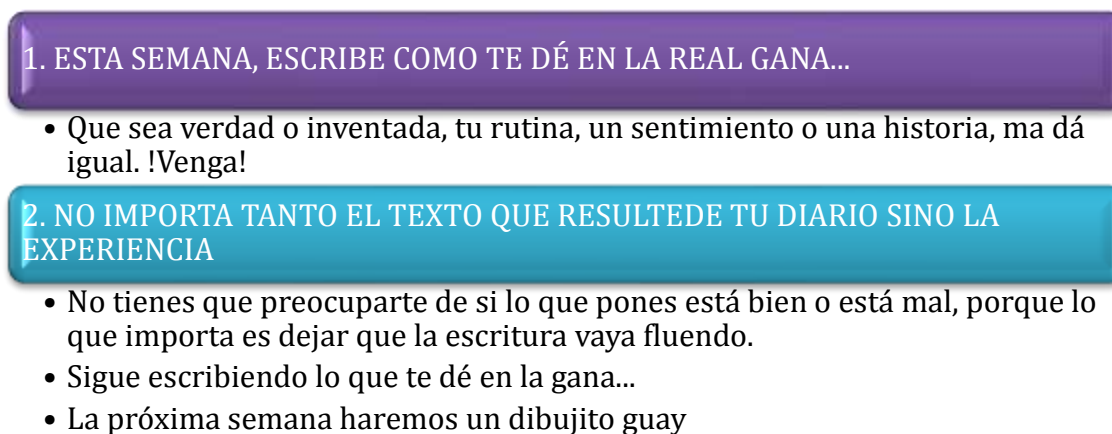 1. ESTA SEMANA, ESCRIBE COMO TE DÉ EN LA REAL GANA...
• Que sea verdad o inventada, tu rutina, un sentimiento o una historia, ma dá
igual. !Venga!
2. NO IMPORTA TANTO EL TEXTO QUE RESULTEDE TU DIARIO SINO LA
EXPERIENCIA
• No tienes que preocuparte de si lo que pones está bien o está mal, porque lo
que importa es dejar que la escritura vaya fluendo.
• Sigue escribiendo lo que te dé en la gana...
• La próxima semana haremos un dibujito guay